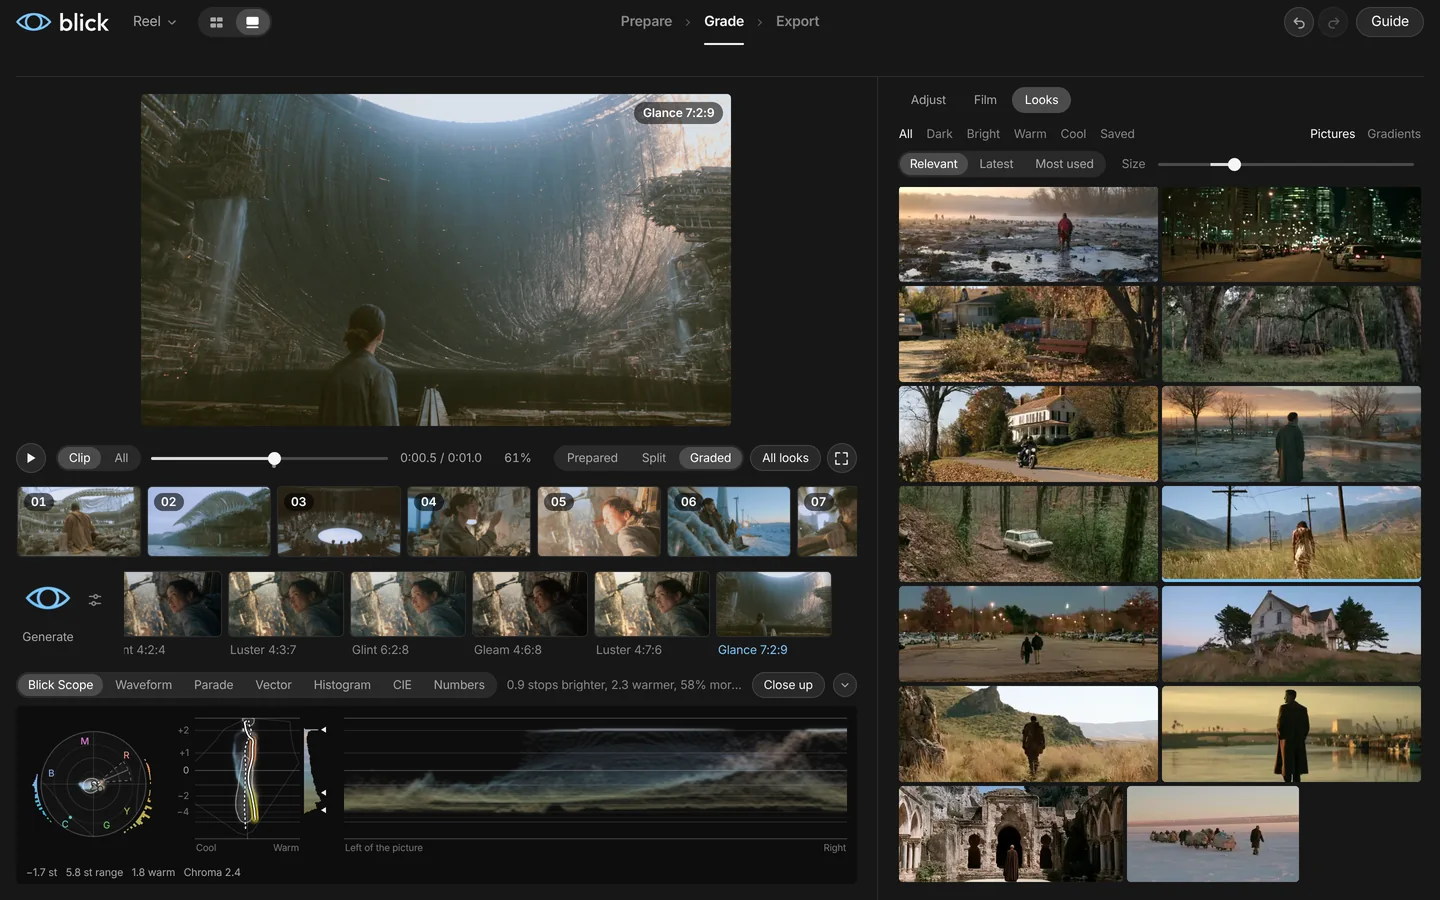 blick
Reel
Prepare › Grade › Export
Guide
Glance 7:2:9
Adjust Film Looks
All Dark Bright Warm Cool Saved
Pictures Gradients
Relevant Latest Most used
Size
Clip All
0:00.5 / 0:01.0
61%
Prepared Split Graded
All looks
01 02 03 04 05 06 07
Generate
nt 4:2:4
Luster 4:3:7
Glint 6:2:8
Gleam 4:6:8
Luster 4:7:6
Glance 7:2:9
Blick Scope Waveform Parade Vector Histogram CIE Numbers
0.9 stops brighter, 2.3 warmer, 58% mor...
Close up
M
R
B
Y
C
G
+2
+1
0
−2
−4
Cool Warm
Left of the picture
Right
−1.7 st 5.8 st range 1.8 warm Chroma 2.4